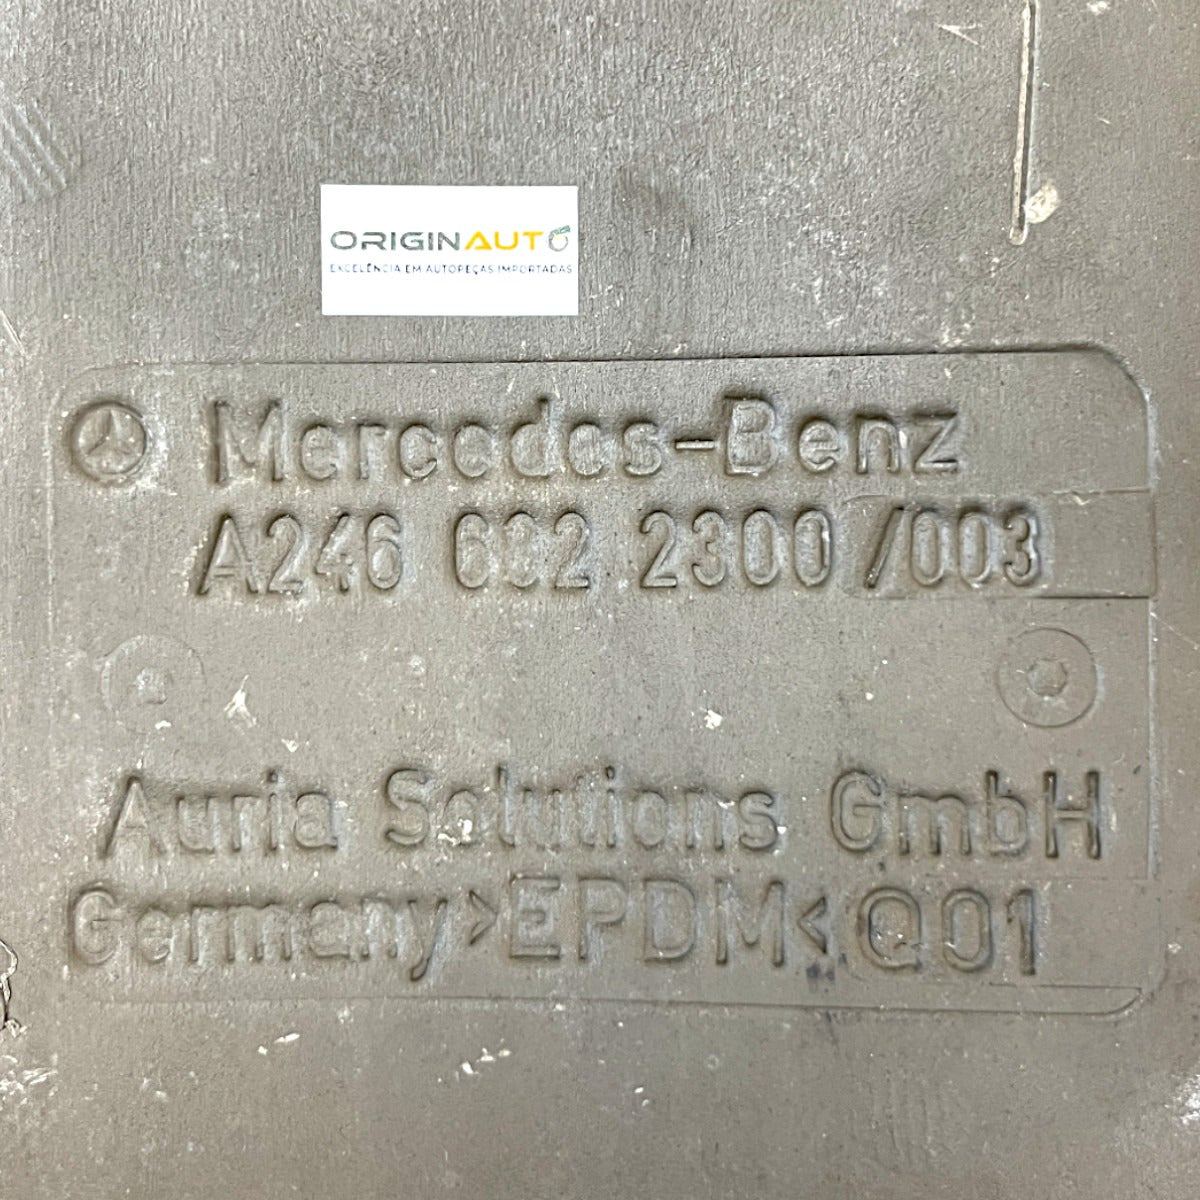 ORIGINAUTO
EXCELÊNCIA EM AUTOPEÇAS IMPORTADAS
Mercedes-Benz
A246 682 2300 /003
Auria Solutions GmbH
Germany >EPDM< Q01